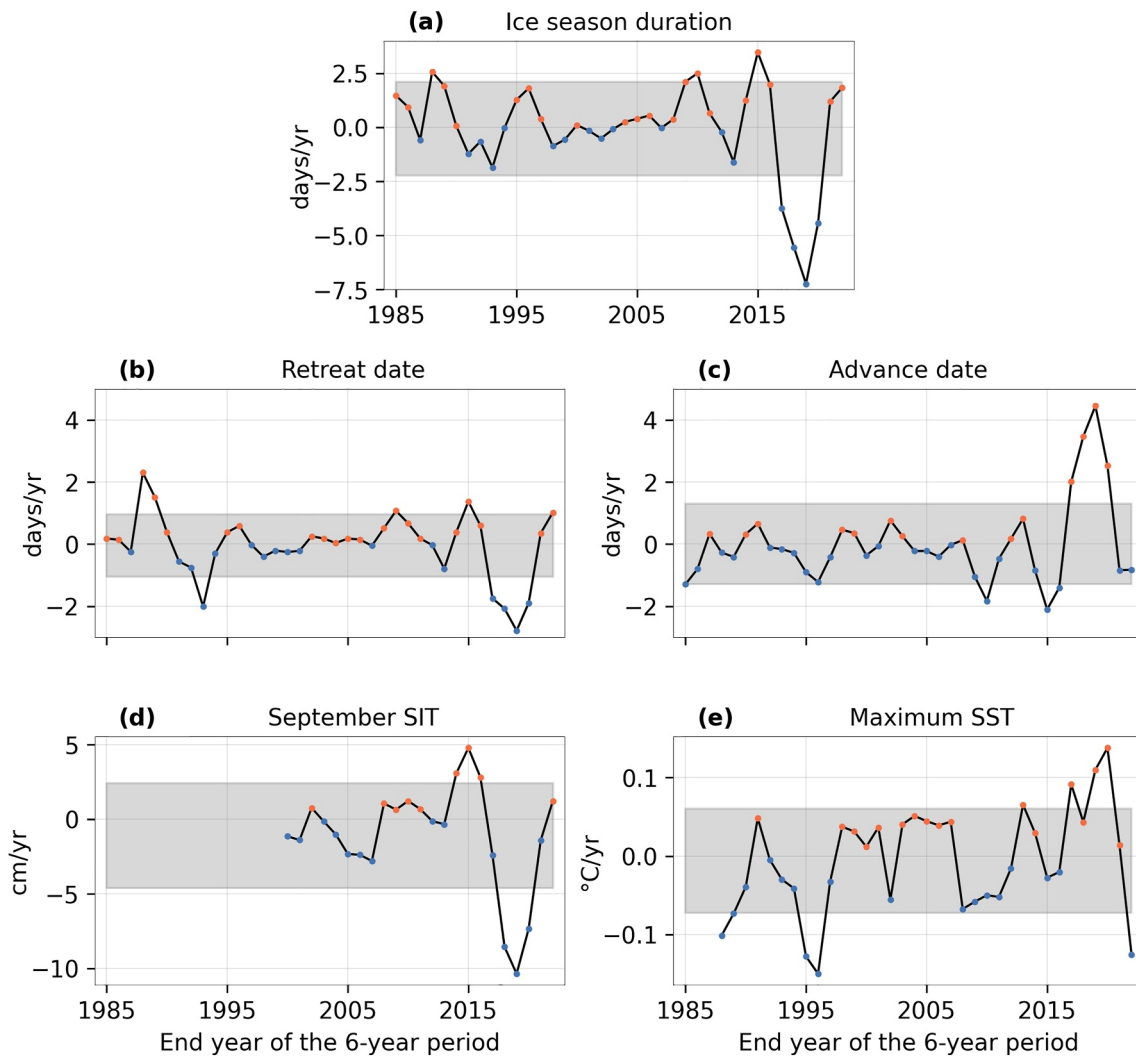 (a) Ice season duration
days/yr
2.5
0.0
−2.5
−5.0
−7.5
1985 1995 2005 2015
(b) Retreat date
days/yr
4
2
0
−2
(c) Advance date
days/yr
4
2
0
−2
(d) September SIT
cm/yr
5
0
−5
−10
1985 1995 2005 2015
End year of the 6-year period
(e) Maximum SST
°C/yr
0.1
0.0
−0.1
1985 1995 2005 2015
End year of the 6-year period